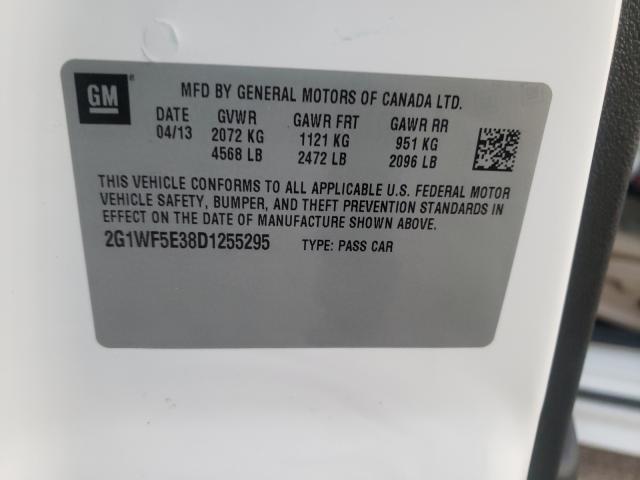 GM
®
MFD BY GENERAL MOTORS OF CANADA LTD.
DATE GVWR GAWR FRT GAWR RR
04/13 2072 KG 1121 KG 951 KG
4568 LB 2472 LB 2096 LB
THIS VEHICLE CONFORMS TO ALL APPLICABLE U.S. FEDERAL MOTOR
VEHICLE SAFETY, BUMPER, AND THEFT PREVENTION STANDARDS IN
EFFECT ON THE DATE OF MANUFACTURE SHOWN ABOVE.
2G1WF5E38D1255295 TYPE: PASS CAR